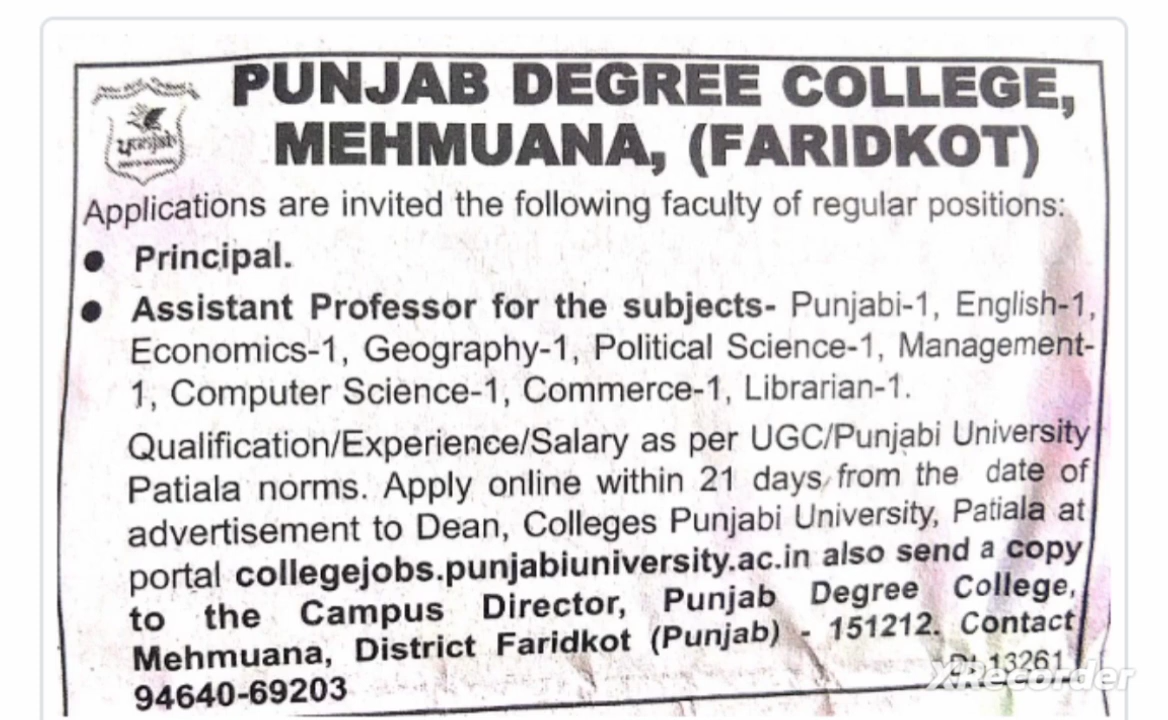 PUNJAB DEGREE COLLEGE,
MEHMUANA, (FARIDKOT)
ਪੰਜਾਬ
Applications are invited the following faculty of regular positions:
● Principal.
● Assistant Professor for the subjects- Punjabi-1, English-1,
Economics-1, Geography-1, Political Science-1, Management-
1, Computer Science-1, Commerce-1, Librarian-1.
Qualification/Experience/Salary as per UGC/Punjabi University
Patiala norms. Apply online within 21 days from the date of
advertisement to Dean, Colleges Punjabi University, Patiala at
portal collegejobs.punjabiuniversity.ac.in also send a copy
to the Campus Director, Punjab Degree College,
Mehmuana, District Faridkot (Punjab) - 151212. Contact
94640-69203
13261
XRecorder